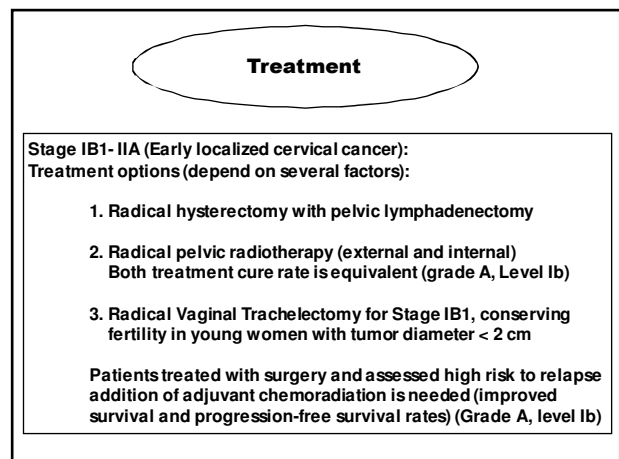 Treatment
Stage IB1- IIA (Early localized cervical cancer):
Treatment options (depend on several factors):
1. Radical hysterectomy with pelvic lymphadenectomy
2. Radical pelvic radiotherapy (external and internal)
Both treatment cure rate is equivalent (grade A, Level Ib)
3. Radical Vaginal Trachelectomy for Stage IB1, conserving
fertility in young women with tumor diameter < 2 cm
Patients treated with surgery and assessed high risk to relapse
addition of adjuvant chemoradiation is needed (improved
survival and progression-free survival rates) (Grade A, level Ib)